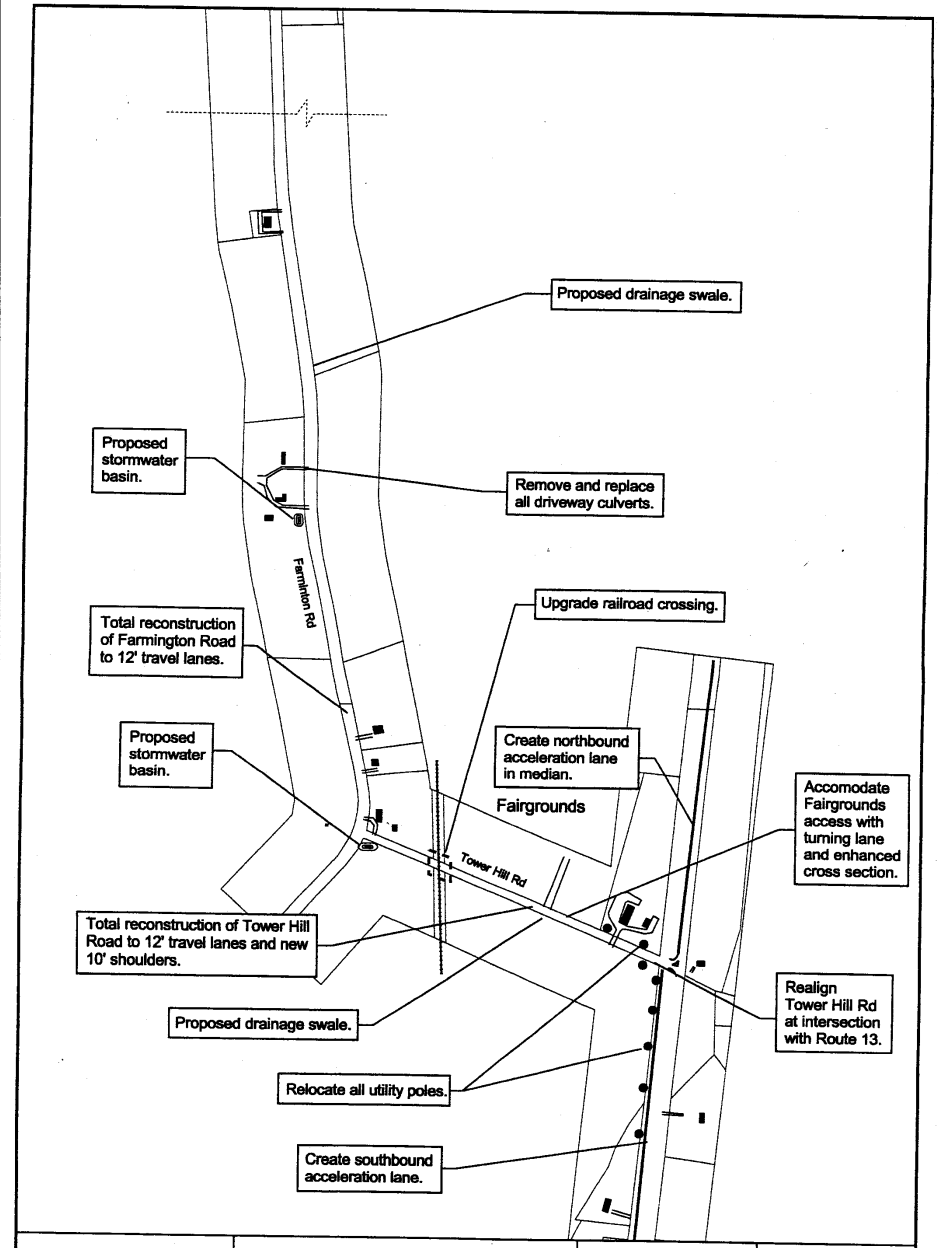 Proposed drainage swale.
Proposed
stormwater
basin.
Remove and replace
all driveway culverts.
Farminton Rd
Upgrade railroad crossing.
Total reconstruction
of Farmington Road
to 12' travel lanes.
Proposed
stormwater
basin.
Create northbound
acceleration lane
in median.
Fairgrounds
Accomodate
Fairgrounds
access with
turning lane
and enhanced
cross section.
Tower Hill Rd
Total reconstruction of Tower Hill
Road to 12' travel lanes and new
10' shoulders.
Realign
Tower Hill Rd
at intersection
with Route 13.
Proposed drainage swale.
Relocate all utility poles.
Create southbound
acceleration lane.